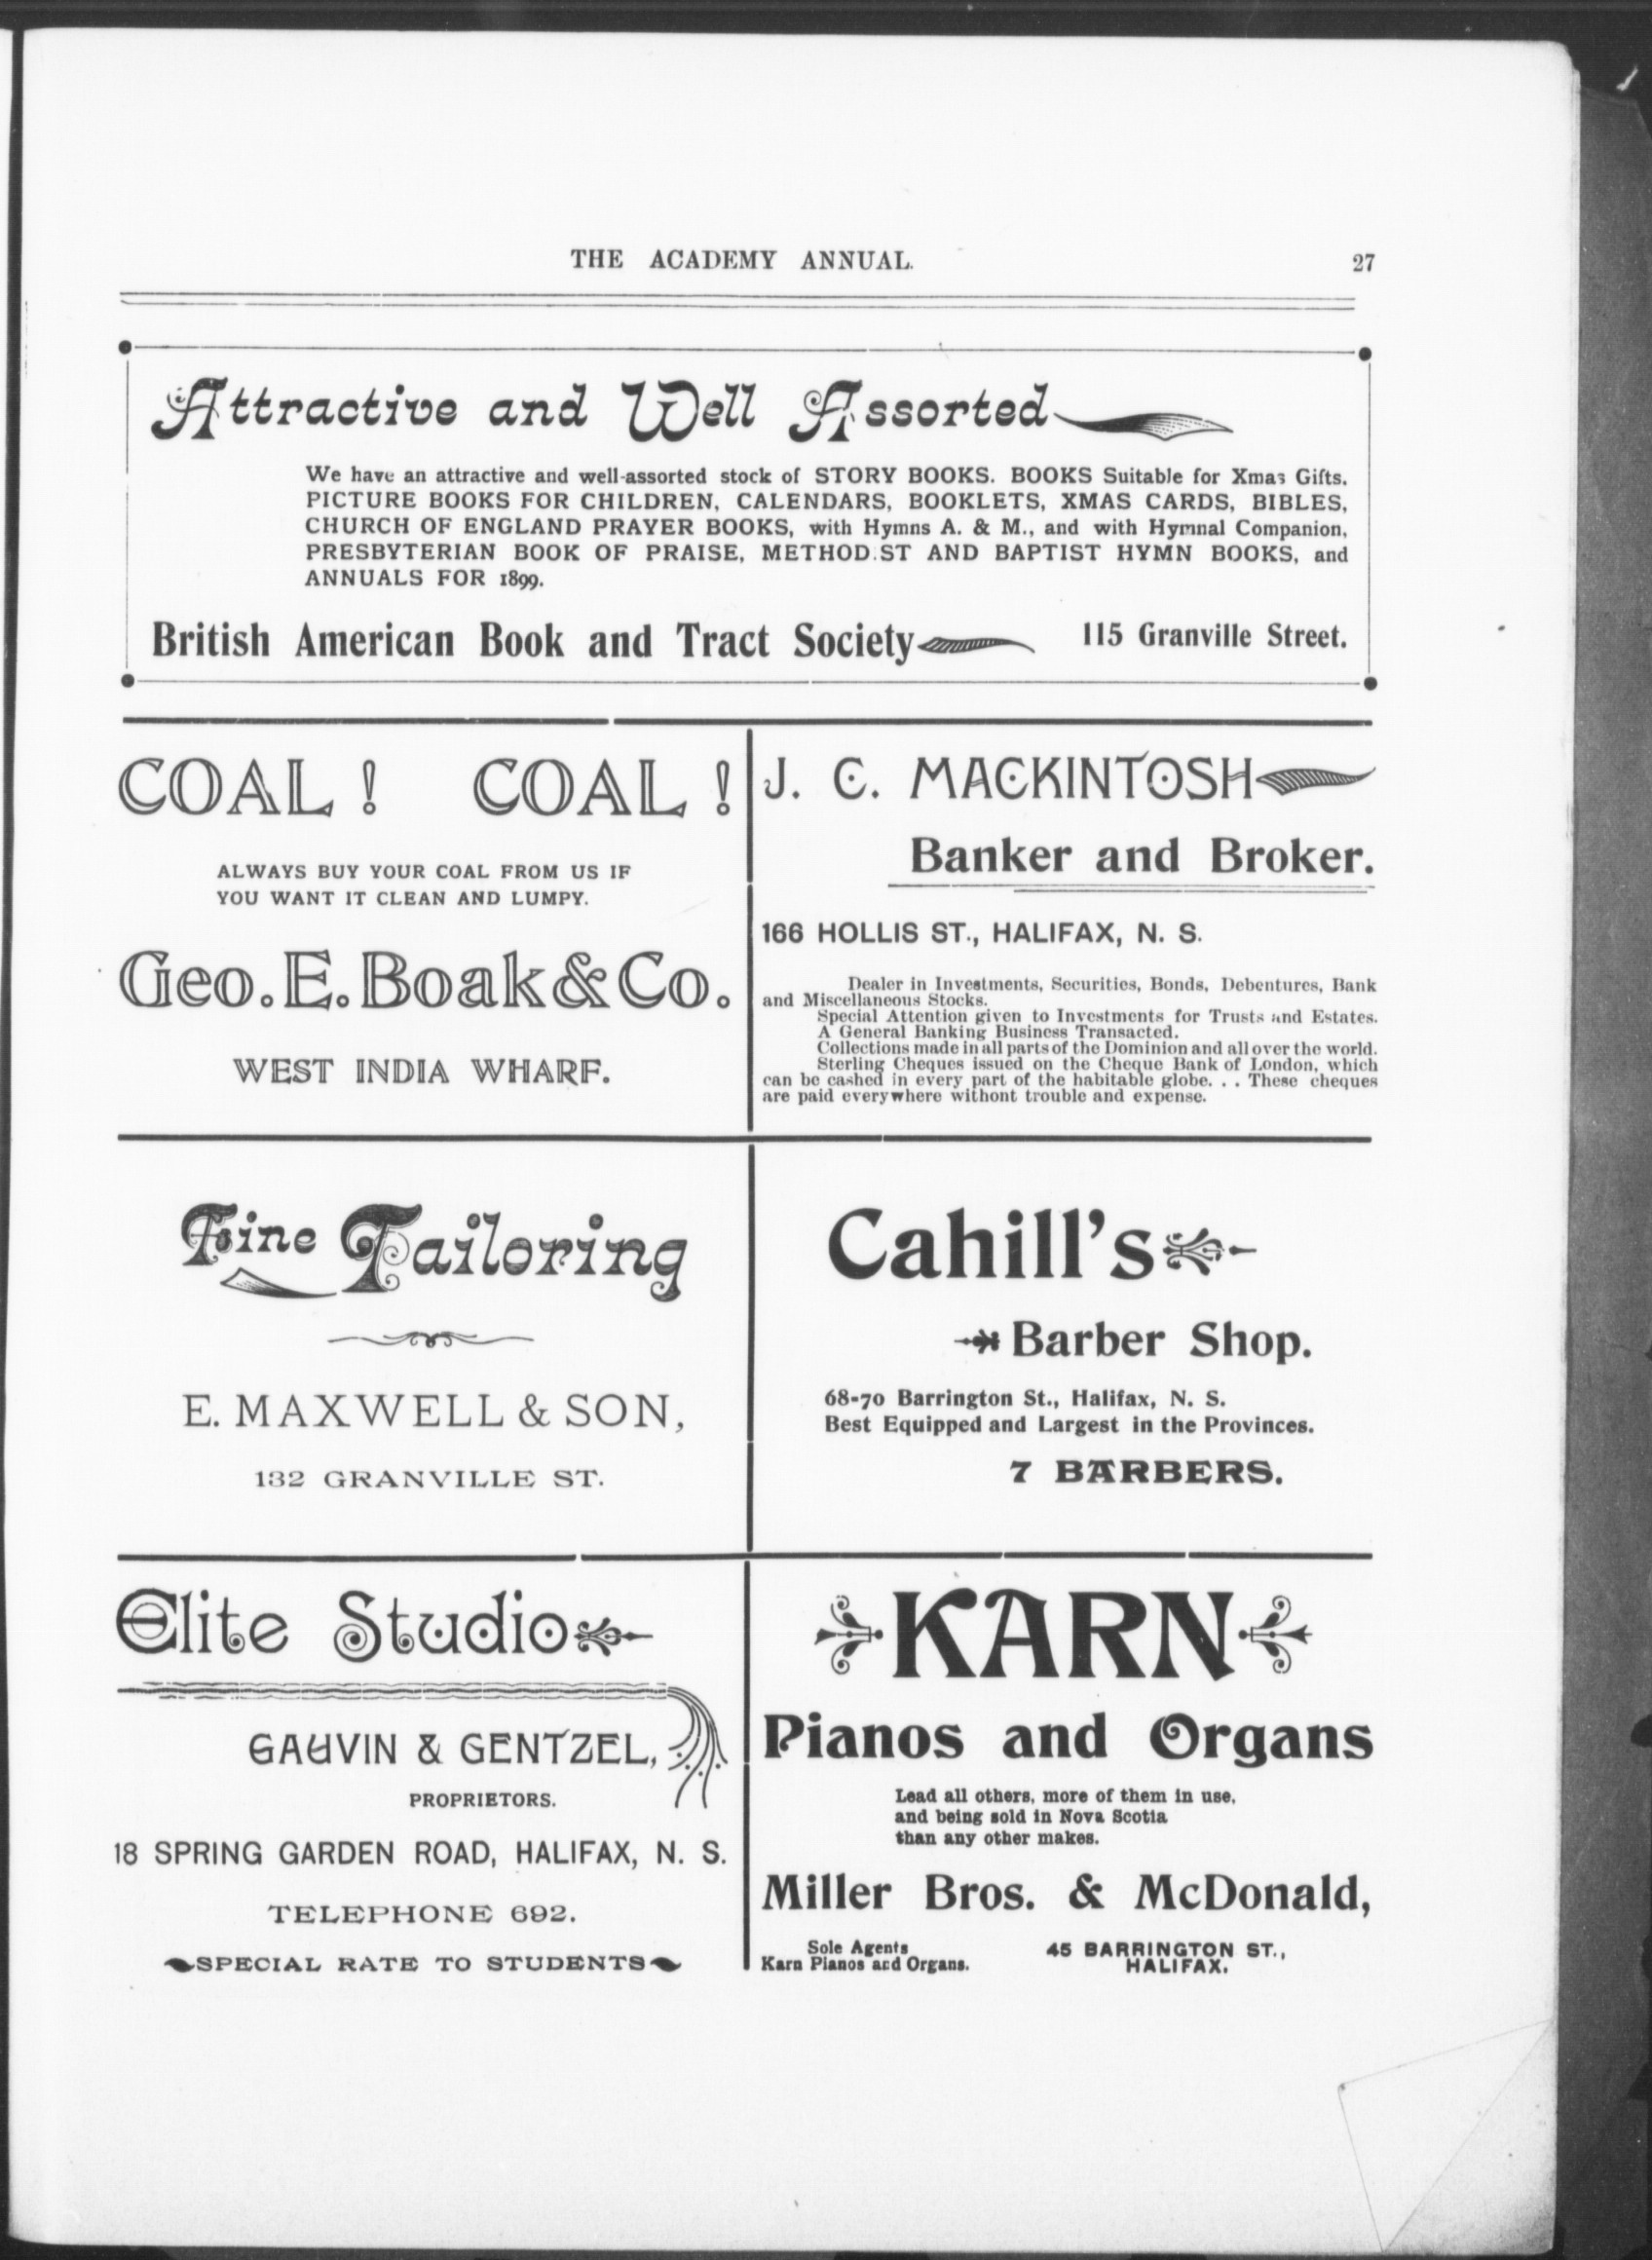 THE ACADEMY ANNUAL.
27
Attractive and Well Assorted
We have an attractive and well-assorted stock of STORY BOOKS. BOOKS Suitable for Xmas Gifts.
PICTURE BOOKS FOR CHILDREN, CALENDARS, BOOKLETS, XMAS CARDS, BIBLES,
CHURCH OF ENGLAND PRAYER BOOKS, with Hymns A. & M., and with Hymnal Companion,
PRESBYTERIAN BOOK OF PRAISE, METHOD.ST AND BAPTIST HYMN BOOKS, and
ANNUALS FOR 1899.
British American Book and Tract Society
115 Granville Street.
COAL! COAL!
ALWAYS BUY YOUR COAL FROM US IF
YOU WANT IT CLEAN AND LUMPY.
Geo. E. Boak & Co.
WEST INDIA WHARF.
J. C. MACKINTOSH
Banker and Broker.
166 HOLLIS ST., HALIFAX, N. S.
Dealer in Investments, Securities, Bonds, Debentures, Bank
and Miscellaneous Stocks.
Special Attention given to Investments for Trusts and Estates.
A General Banking Business Transacted.
Collections made in all parts of the Dominion and all over the world.
Sterling Cheques issued on the Cheque Bank of London, which
can be cashed in every part of the habitable globe. . . These cheques
are paid everywhere withont trouble and expense.
Fine Tailoring
E. MAXWELL & SON,
132 GRANVILLE ST.
Cahill's
Barber Shop.
68-70 Barrington St., Halifax, N. S.
Best Equipped and Largest in the Provinces.
7 BARBERS.
Elite Studio
GAUVIN & GENTZEL,
PROPRIETORS.
18 SPRING GARDEN ROAD, HALIFAX, N. S.
TELEPHONE 692.
SPECIAL RATE TO STUDENTS
KARN
Pianos and Organs
Lead all others, more of them in use,
and being sold in Nova Scotia
than any other makes.
Miller Bros. & McDonald,
Sole Agents
Karn Pianos and Organs.
45 BARRINGTON ST.,
HALIFAX.